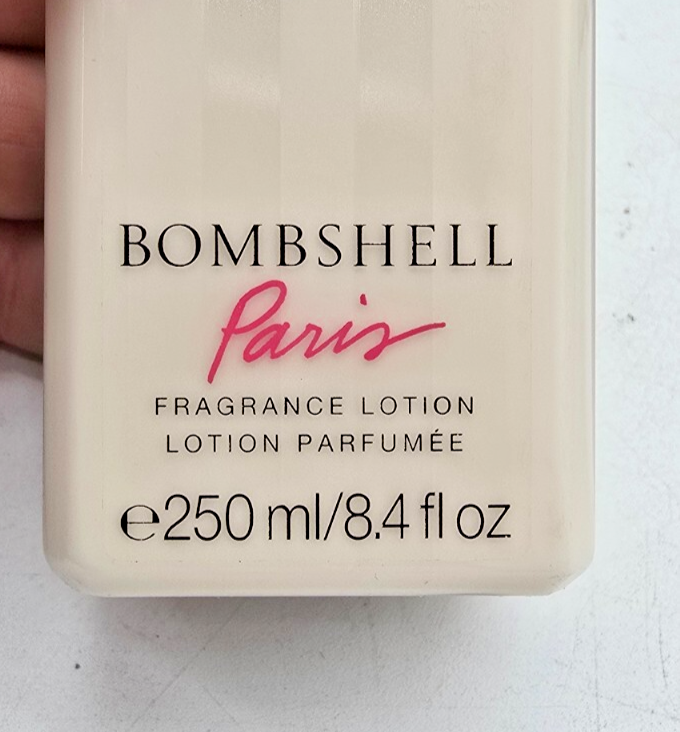 BOMBSHELL
Paris
FRAGRANCE LOTION
LOTION PARFUMÉE
℮250 ml/8.4 fl oz